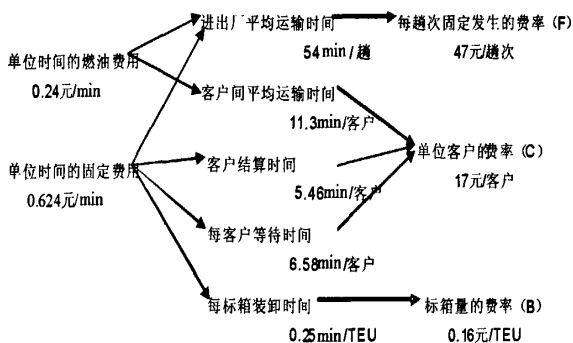 进出厂平均运输时间
每趟次固定发生的费率（F）
54min/趟
47元/趟次
单位时间的燃油费用
0.24元/min
客户间平均运输时间
11.3min/客户
单位客户的费率（C）
17元/客户
单位时间的固定费用
0.624元/min
客户结算时间
5.46min/客户
每客户等待时间
6.58min/客户
每标箱装卸时间
标箱量的费率（B）
0.25min/TEU
0.16元/TEU